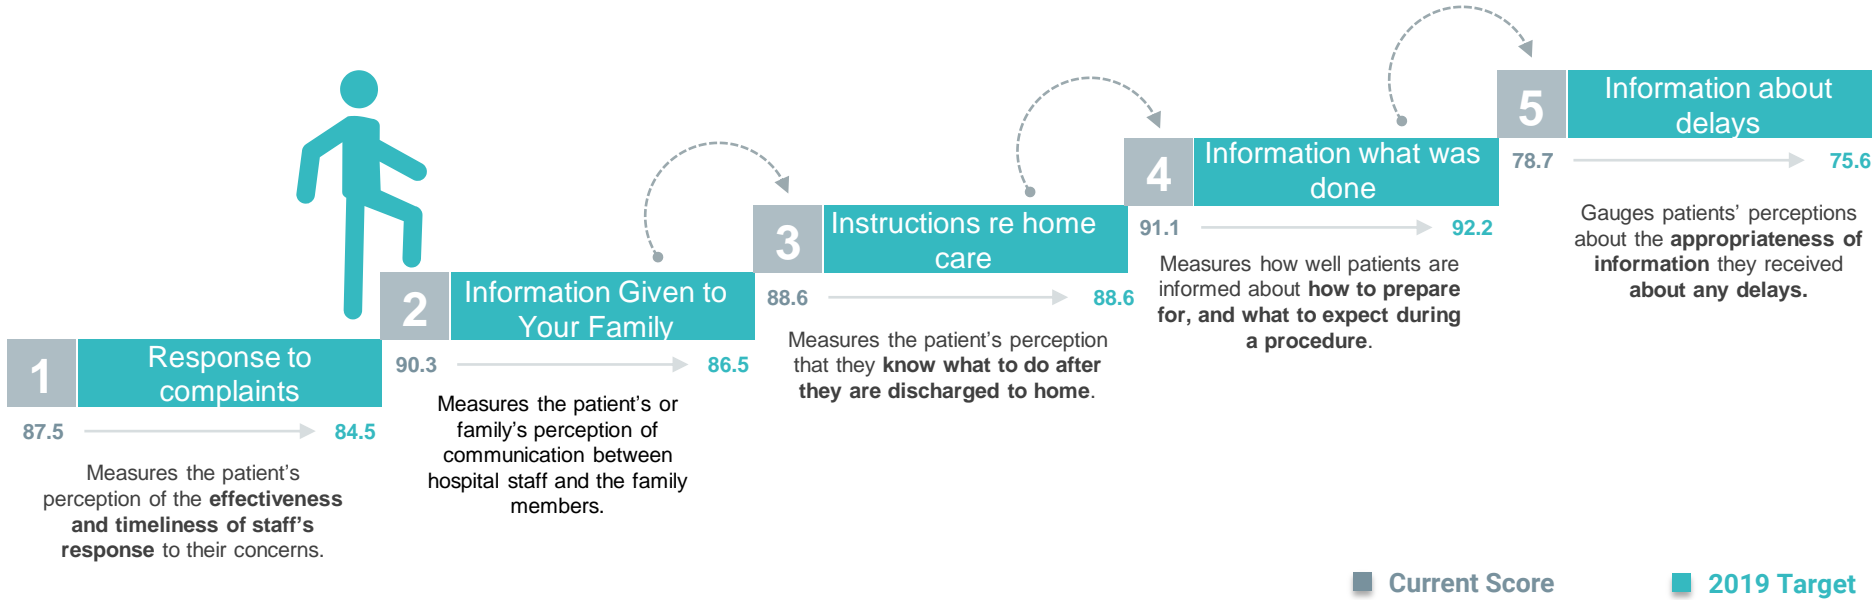 1
Response to
complaints
87.5
84.5
Measures the patient's
perception of the effectiveness
and timeliness of staff's
response to their concerns.
2
Information Given to
Your Family
90.3
86.5
Measures the patient's or
family's perception of
communication between
hospital staff and the family
members.
3
Instructions re home
care
88.6
88.6
Measures the patient's perception
that they know what to do after
they are discharged to home.
4
Information what was
done
91.1
92.2
Measures how well patients are
informed about how to prepare
for, and what to expect during
a procedure.
5
Information about
delays
78.7
75.6
Gauges patients' perceptions
about the appropriateness of
information they received
about any delays.
Current Score
2019 Target